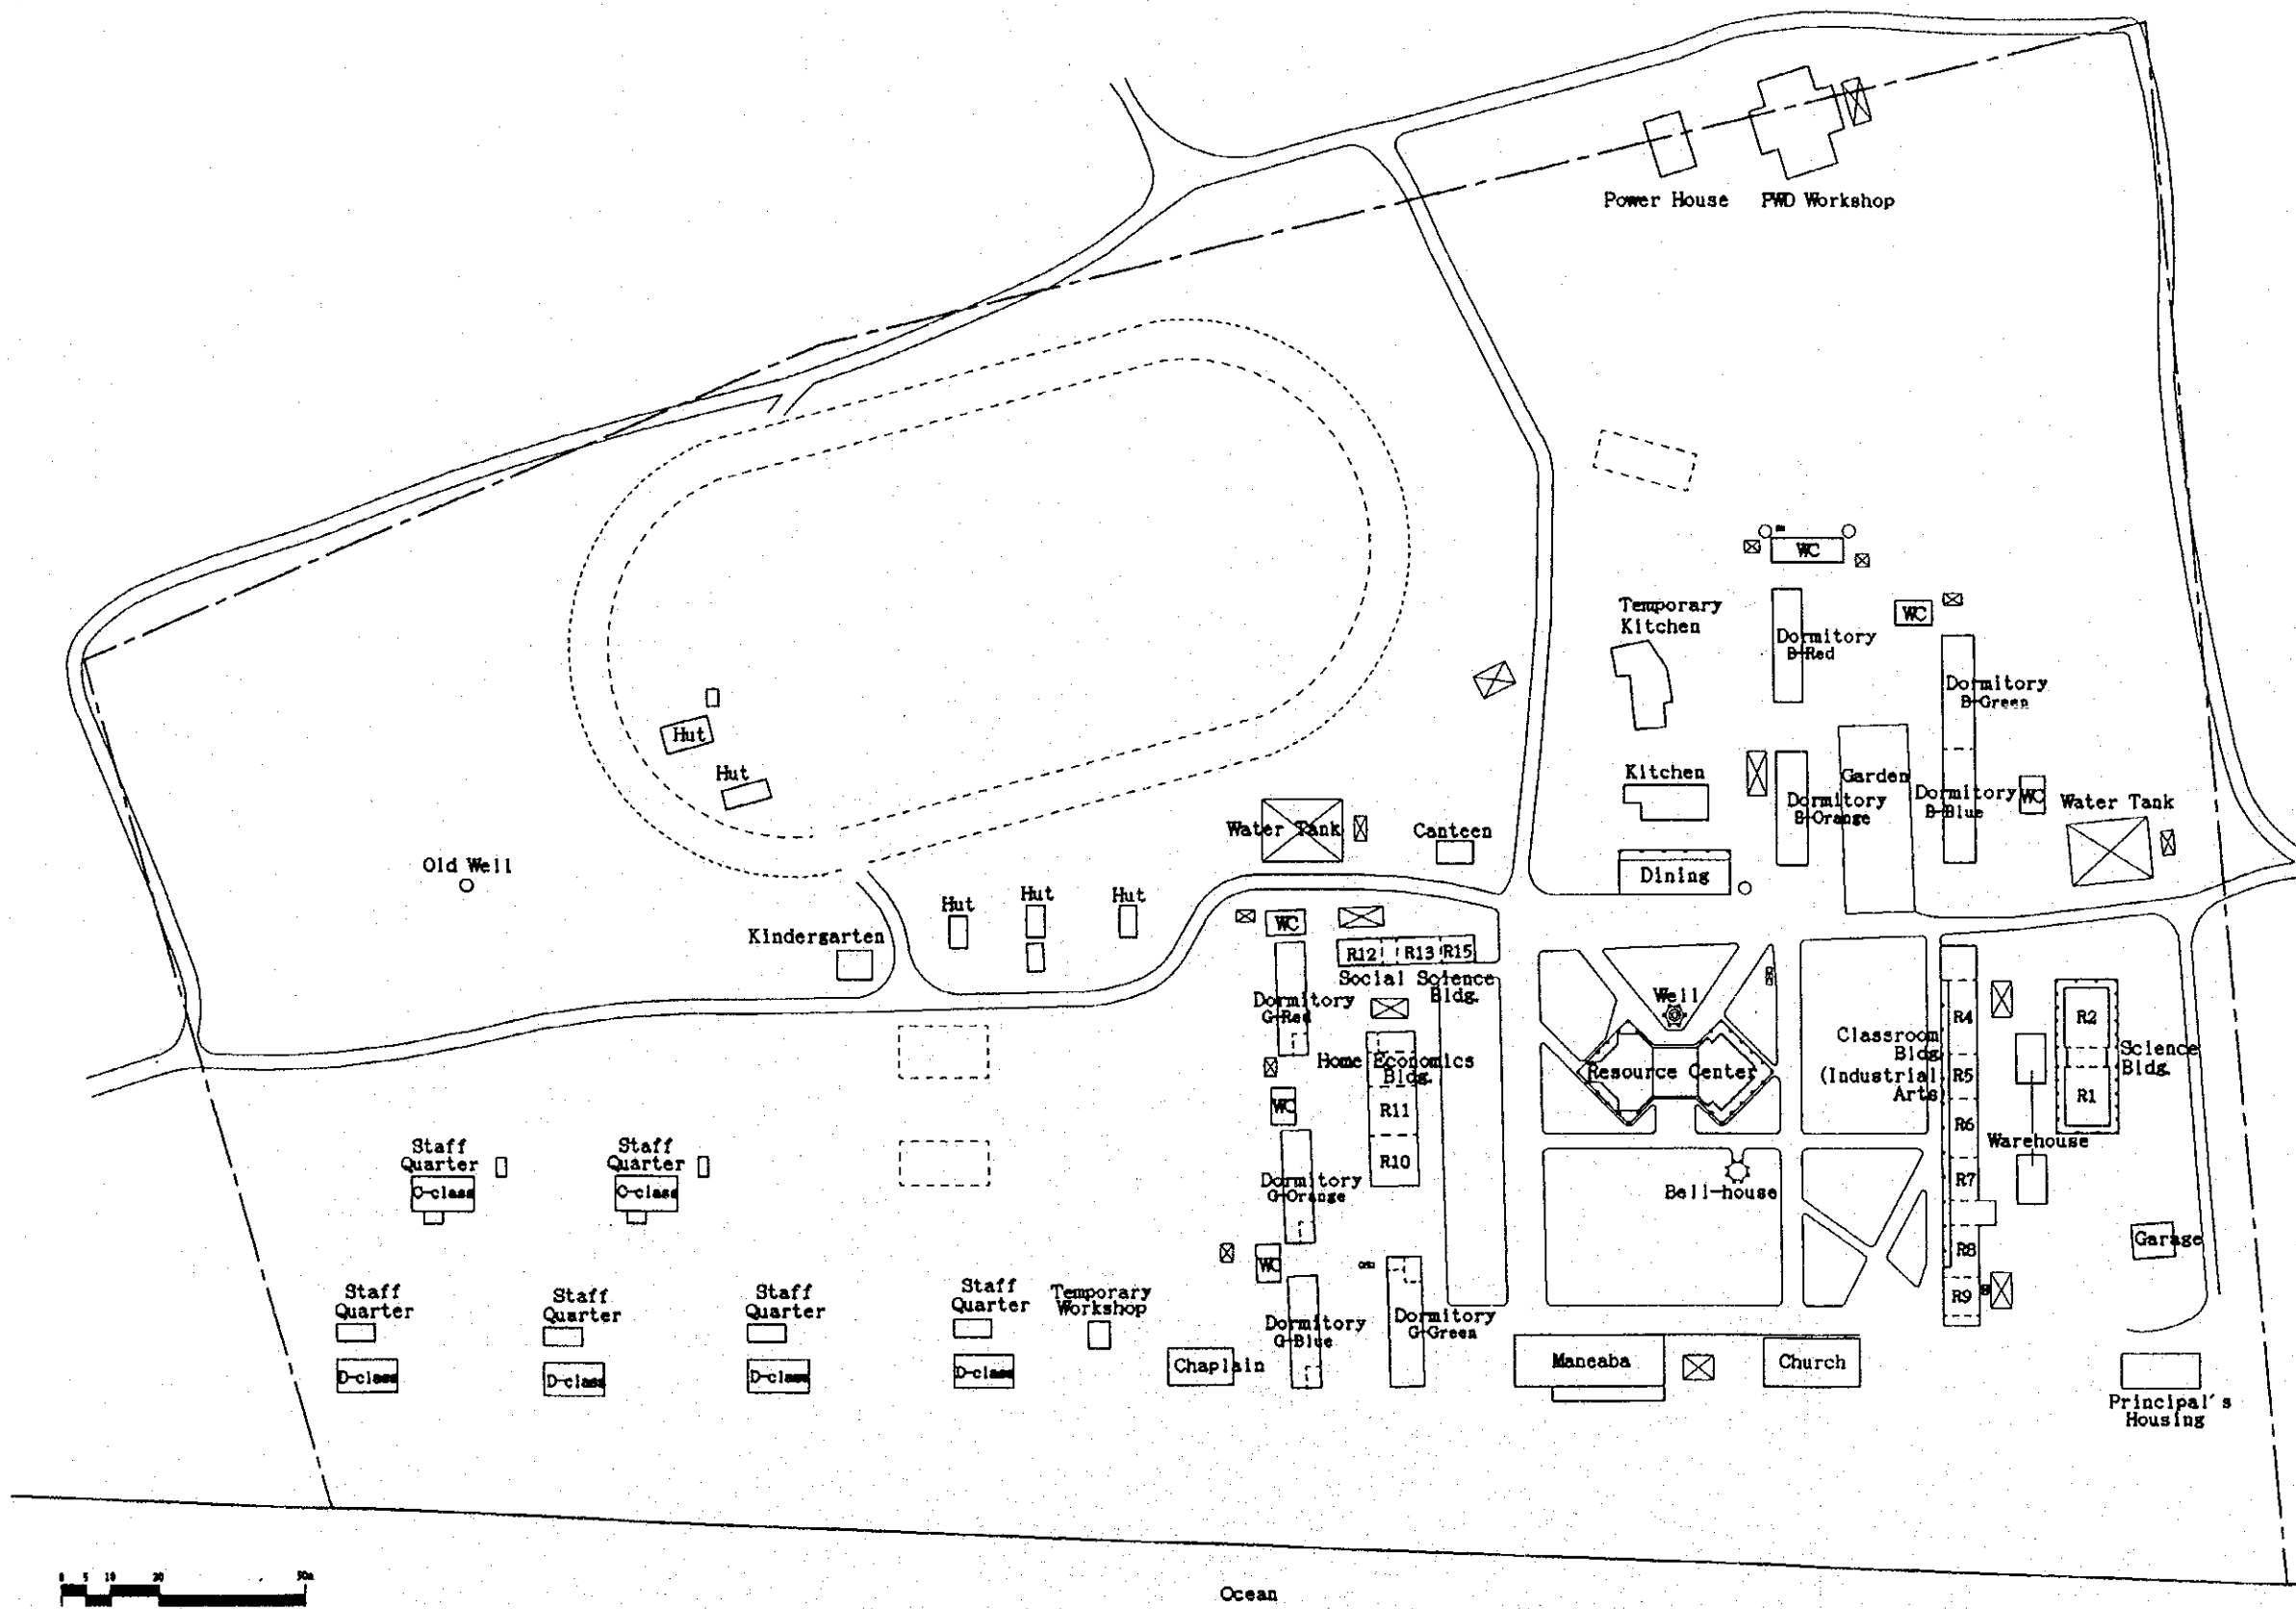 Power House
PWD Workshop
WC
Temporary
Kitchen
WC
Dormitory
B-Red
Dormitory
B-Green
Hut
Hut
Kitchen
Garden
Dormitory
B-Orange
Dormitory
B-Blue
WC
Water Tank
Water Tank
Canteen
Dining
Old Well
Hut
Hut
Hut
Kindergarten
WC
R12
R13
R15
Social Science
Bldg.
Dormitory
G-Red
Well
Resource Center
Home Economics
Bldg.
R11
R10
WC
Dormitory
G-Orange
Classroom
Bldg
(Industrial
Arts
R4
R5
R6
R7
R8
R9
R2
R1
Science
Bldg.
Warehouse
Bell-house
Garage
Staff
Quarter
C-class
Staff
Quarter
C-class
WC
Staff
Quarter
D-class
Staff
Quarter
D-class
Staff
Quarter
D-class
Staff
Quarter
D-class
Temporary
Workshop
Chaplain
Dormitory
G-Blue
Dormitory
G-Green
Maneaba
Church
Principal's
Housing
0 5 10 20 50m
Ocean